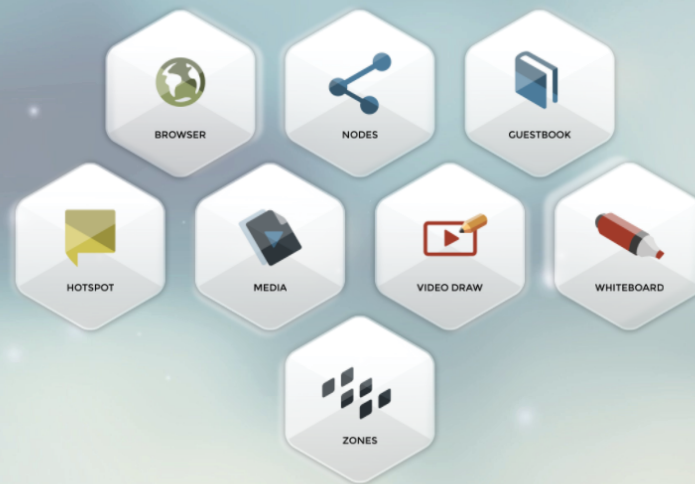 BROWSER
NODES
GUESTBOOK
HOTSPOT
MEDIA
VIDEO DRAW
WHITEBOARD
ZONES